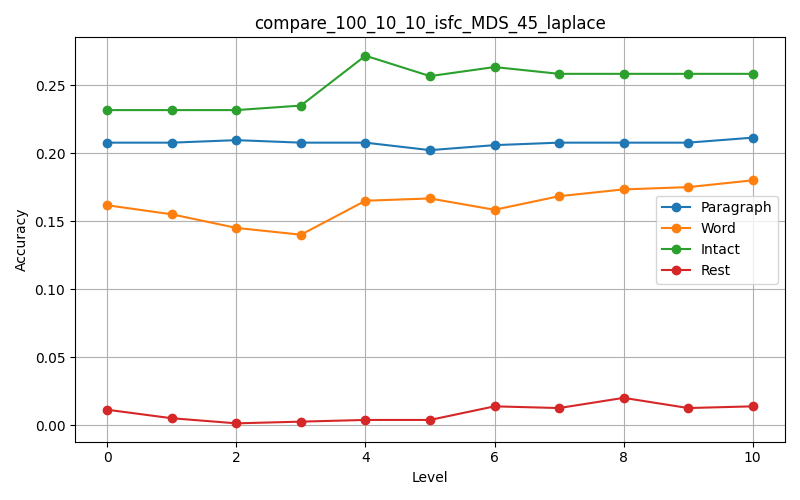 compare_100_10_10_isfc_MDS_45_laplace
Accuracy
0.25
0.20
0.15
0.10
0.05
0.00
Paragraph
Word
Intact
Rest
0 2 4 6 8 10
Level